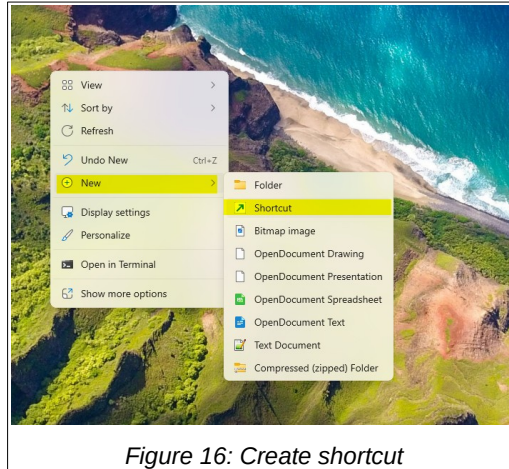 View
Sort by
Refresh
Undo New Ctrl+Z
New
Display settings
Personalize
Open in Terminal
Show more options
Folder
Shortcut
Bitmap image
OpenDocument Drawing
OpenDocument Presentation
OpenDocument Spreadsheet
OpenDocument Text
Text Document
Compressed (zipped) Folder
Figure 16: Create shortcut